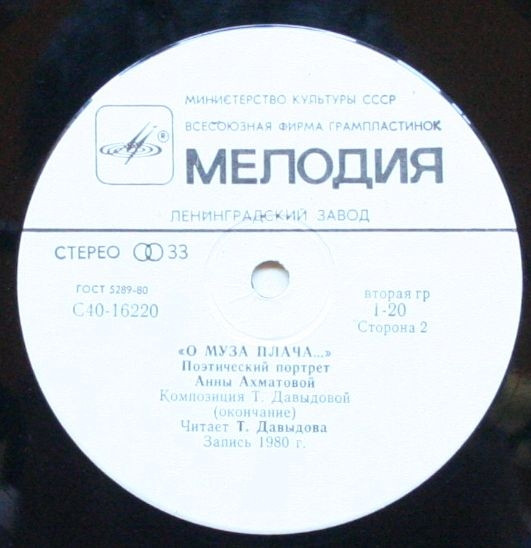 МИНИСТЕРСТВО КУЛЬТУРЫ СССР
ВСЕСОЮЗНАЯ ФИРМА ГРАМПЛАСТИНОК
®
МЕЛОДИЯ
ЛЕНИНГРАДСКИЙ ЗАВОД
СТЕРЕО 33
ГОСТ 5289-80
С40-16220
вторая гр
1-20
Сторона 2
«О МУЗА ПЛАЧА...»
Поэтический портрет
Анны Ахматовой
Композиция Т. Давыдовой
(окончание)
Читает Т. Давыдова
Запись 1980 г.